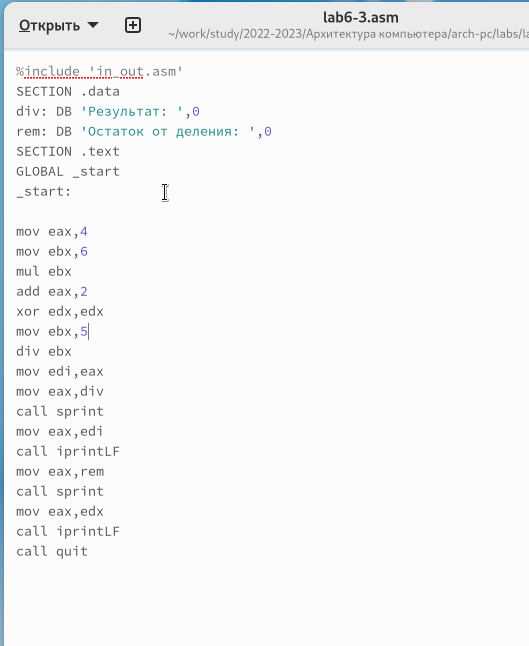 Открыть
lab6-3.asm
~/work/study/2022-2023/Архитектура компьютера/arch-pc/labs/
%include 'in_out.asm'
SECTION .data
div: DB 'Результат: ',0
rem: DB 'Остаток от деления: ',0
SECTION .text
GLOBAL _start
_start:
mov eax,4
mov ebx,6
mul ebx
add eax,2
xor edx,edx
mov ebx,5
div ebx
mov edi,eax
mov eax,div
call sprint
mov eax,edi
call iprintLF
mov eax,rem
call sprint
mov eax,edx
call iprintLF
call quit